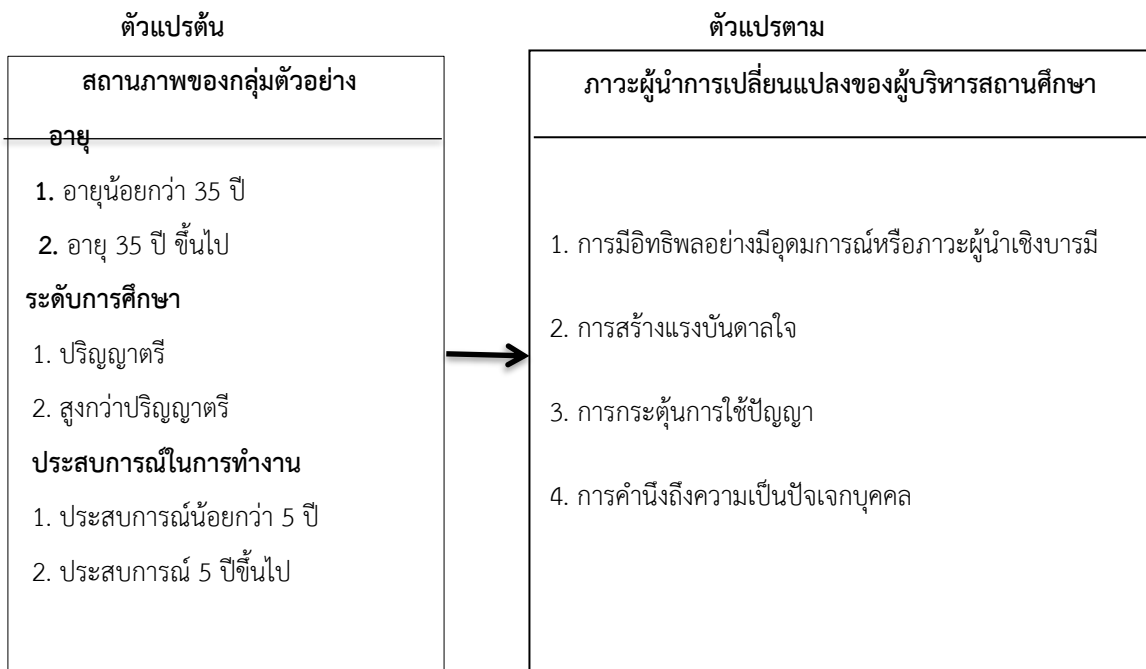 ตัวแปรต้น
สถานภาพของกลุ่มตัวอย่าง
อายุ
1. อายุน้อยกว่า 35 ปี
2. อายุ 35 ปี ขึ้นไป
ระดับการศึกษา
1. ปริญญาตรี
2. สูงกว่าปริญญาตรี
ประสบการณ์ในการทำงาน
1. ประสบการณ์น้อยกว่า 5 ปี
2. ประสบการณ์ 5 ปีขึ้นไป
ตัวแปรตาม
ภาวะผู้นำการเปลี่ยนแปลงของผู้บริหารสถานศึกษา
1. การมีอิทธิพลอย่างมีอุดมการณ์หรือภาวะผู้นำเชิงบารมี
2. การสร้างแรงบันดาลใจ
3. การกระตุ้นการใช้ปัญญา
4. การคำนึงถึงความเป็นปัจเจกบุคคล